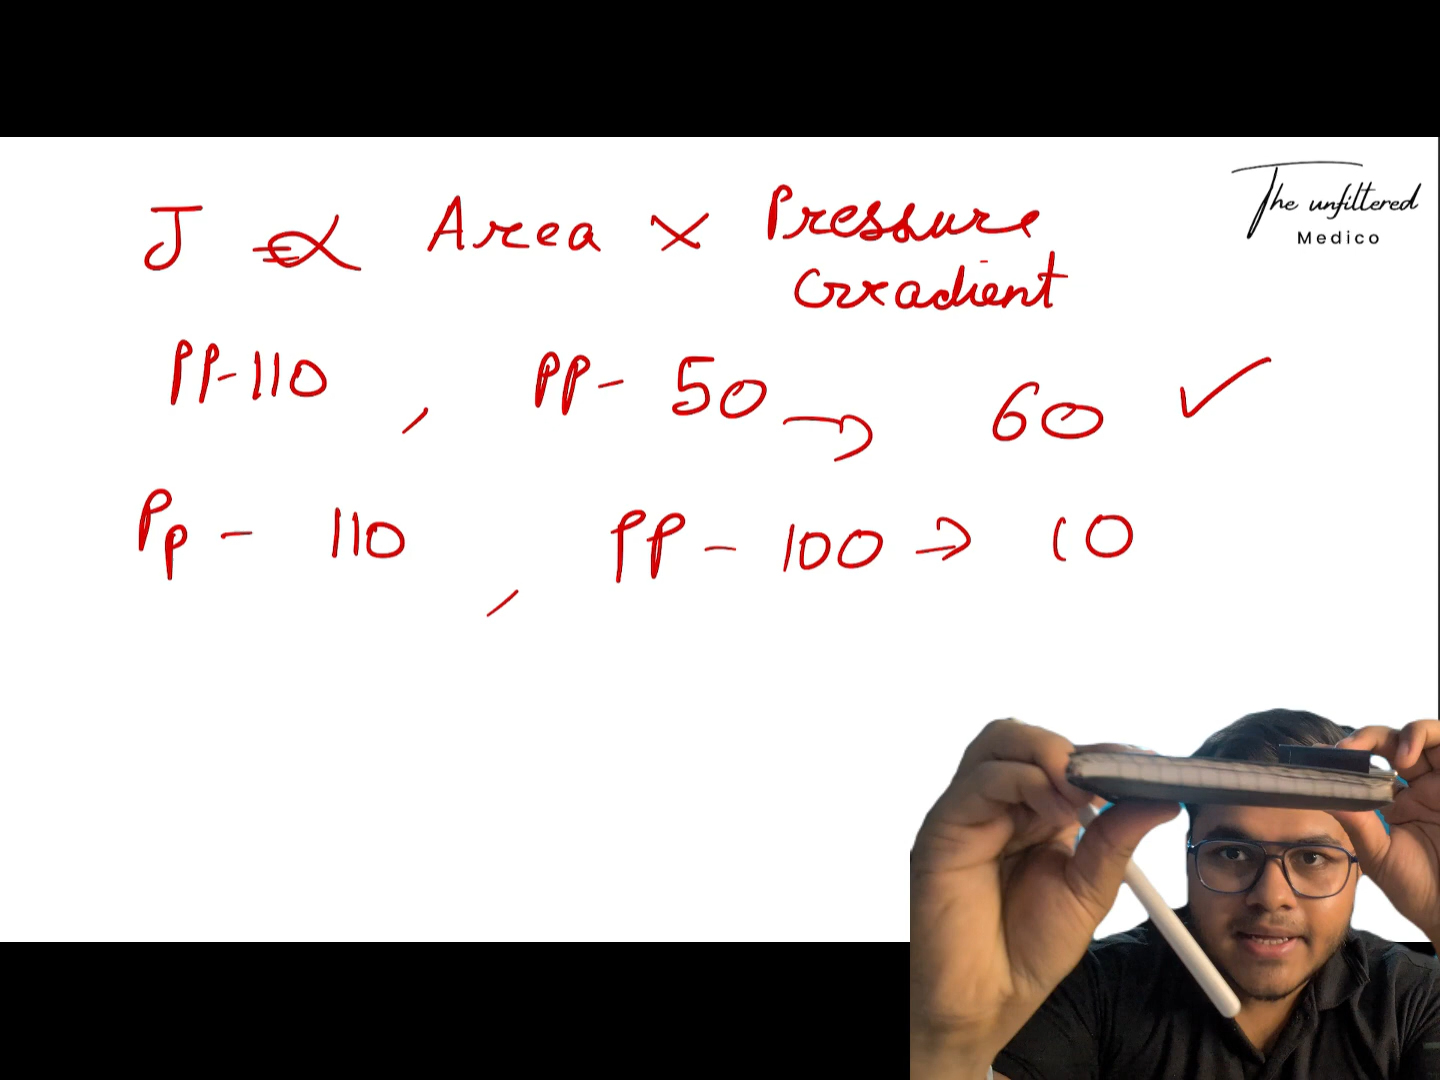 The unfiltered
Medico
J ∝ Area × Pressure
Gradient
PP-110 , PP- 50 → 60 ✓
Pp - 110 , PP - 100 → 10